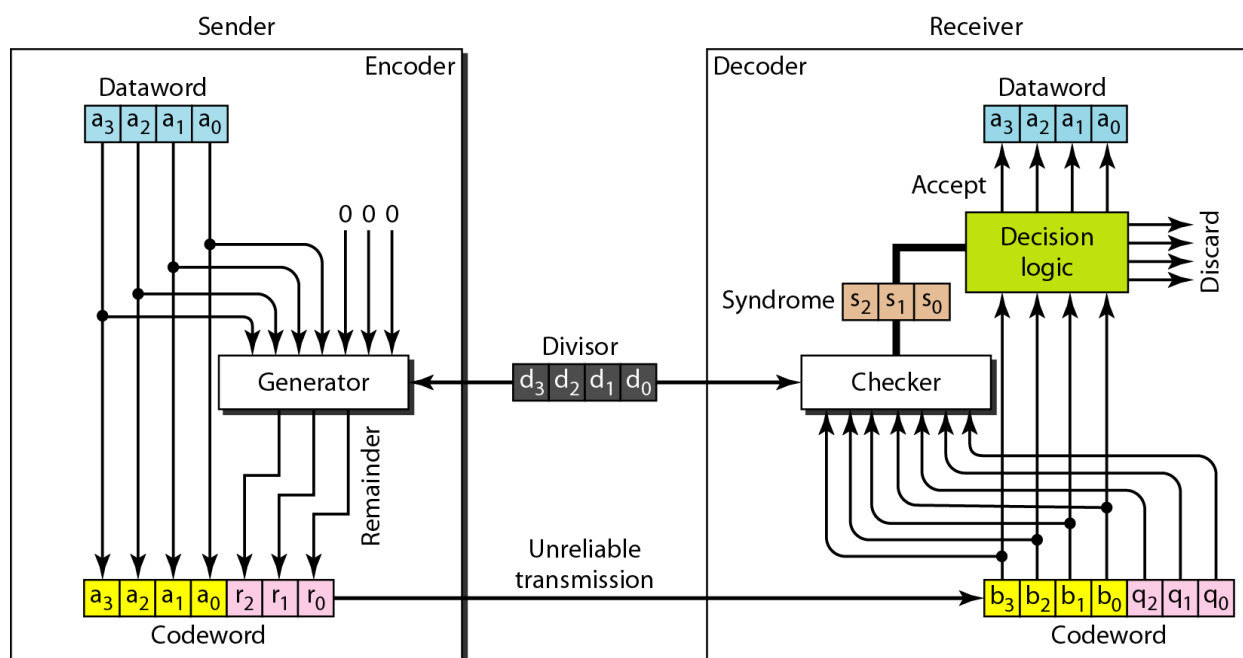 Sender
Receiver
Encoder
Decoder
Dataword
Dataword
a3 a2 a1 a0
a3 a2 a1 a0
Accept
0 0 0
Decision
logic
Discard
Syndrome
s2 s1 s0
Divisor
Generator
d3 d2 d1 d0
Checker
Remainder
Unreliable
transmission
a3 a2 a1 a0 r2 r1 r0
b3 b2 b1 b0 q2 q1 q0
Codeword
Codeword